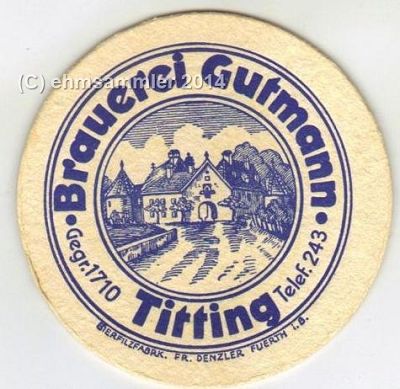 (C) ehmsammler 2014
Brauerei Gutmann
Gegr. 1710
Titting
Telef. 243
BIERFILZFABRK. FR. DENZLER FUERTH I. B.